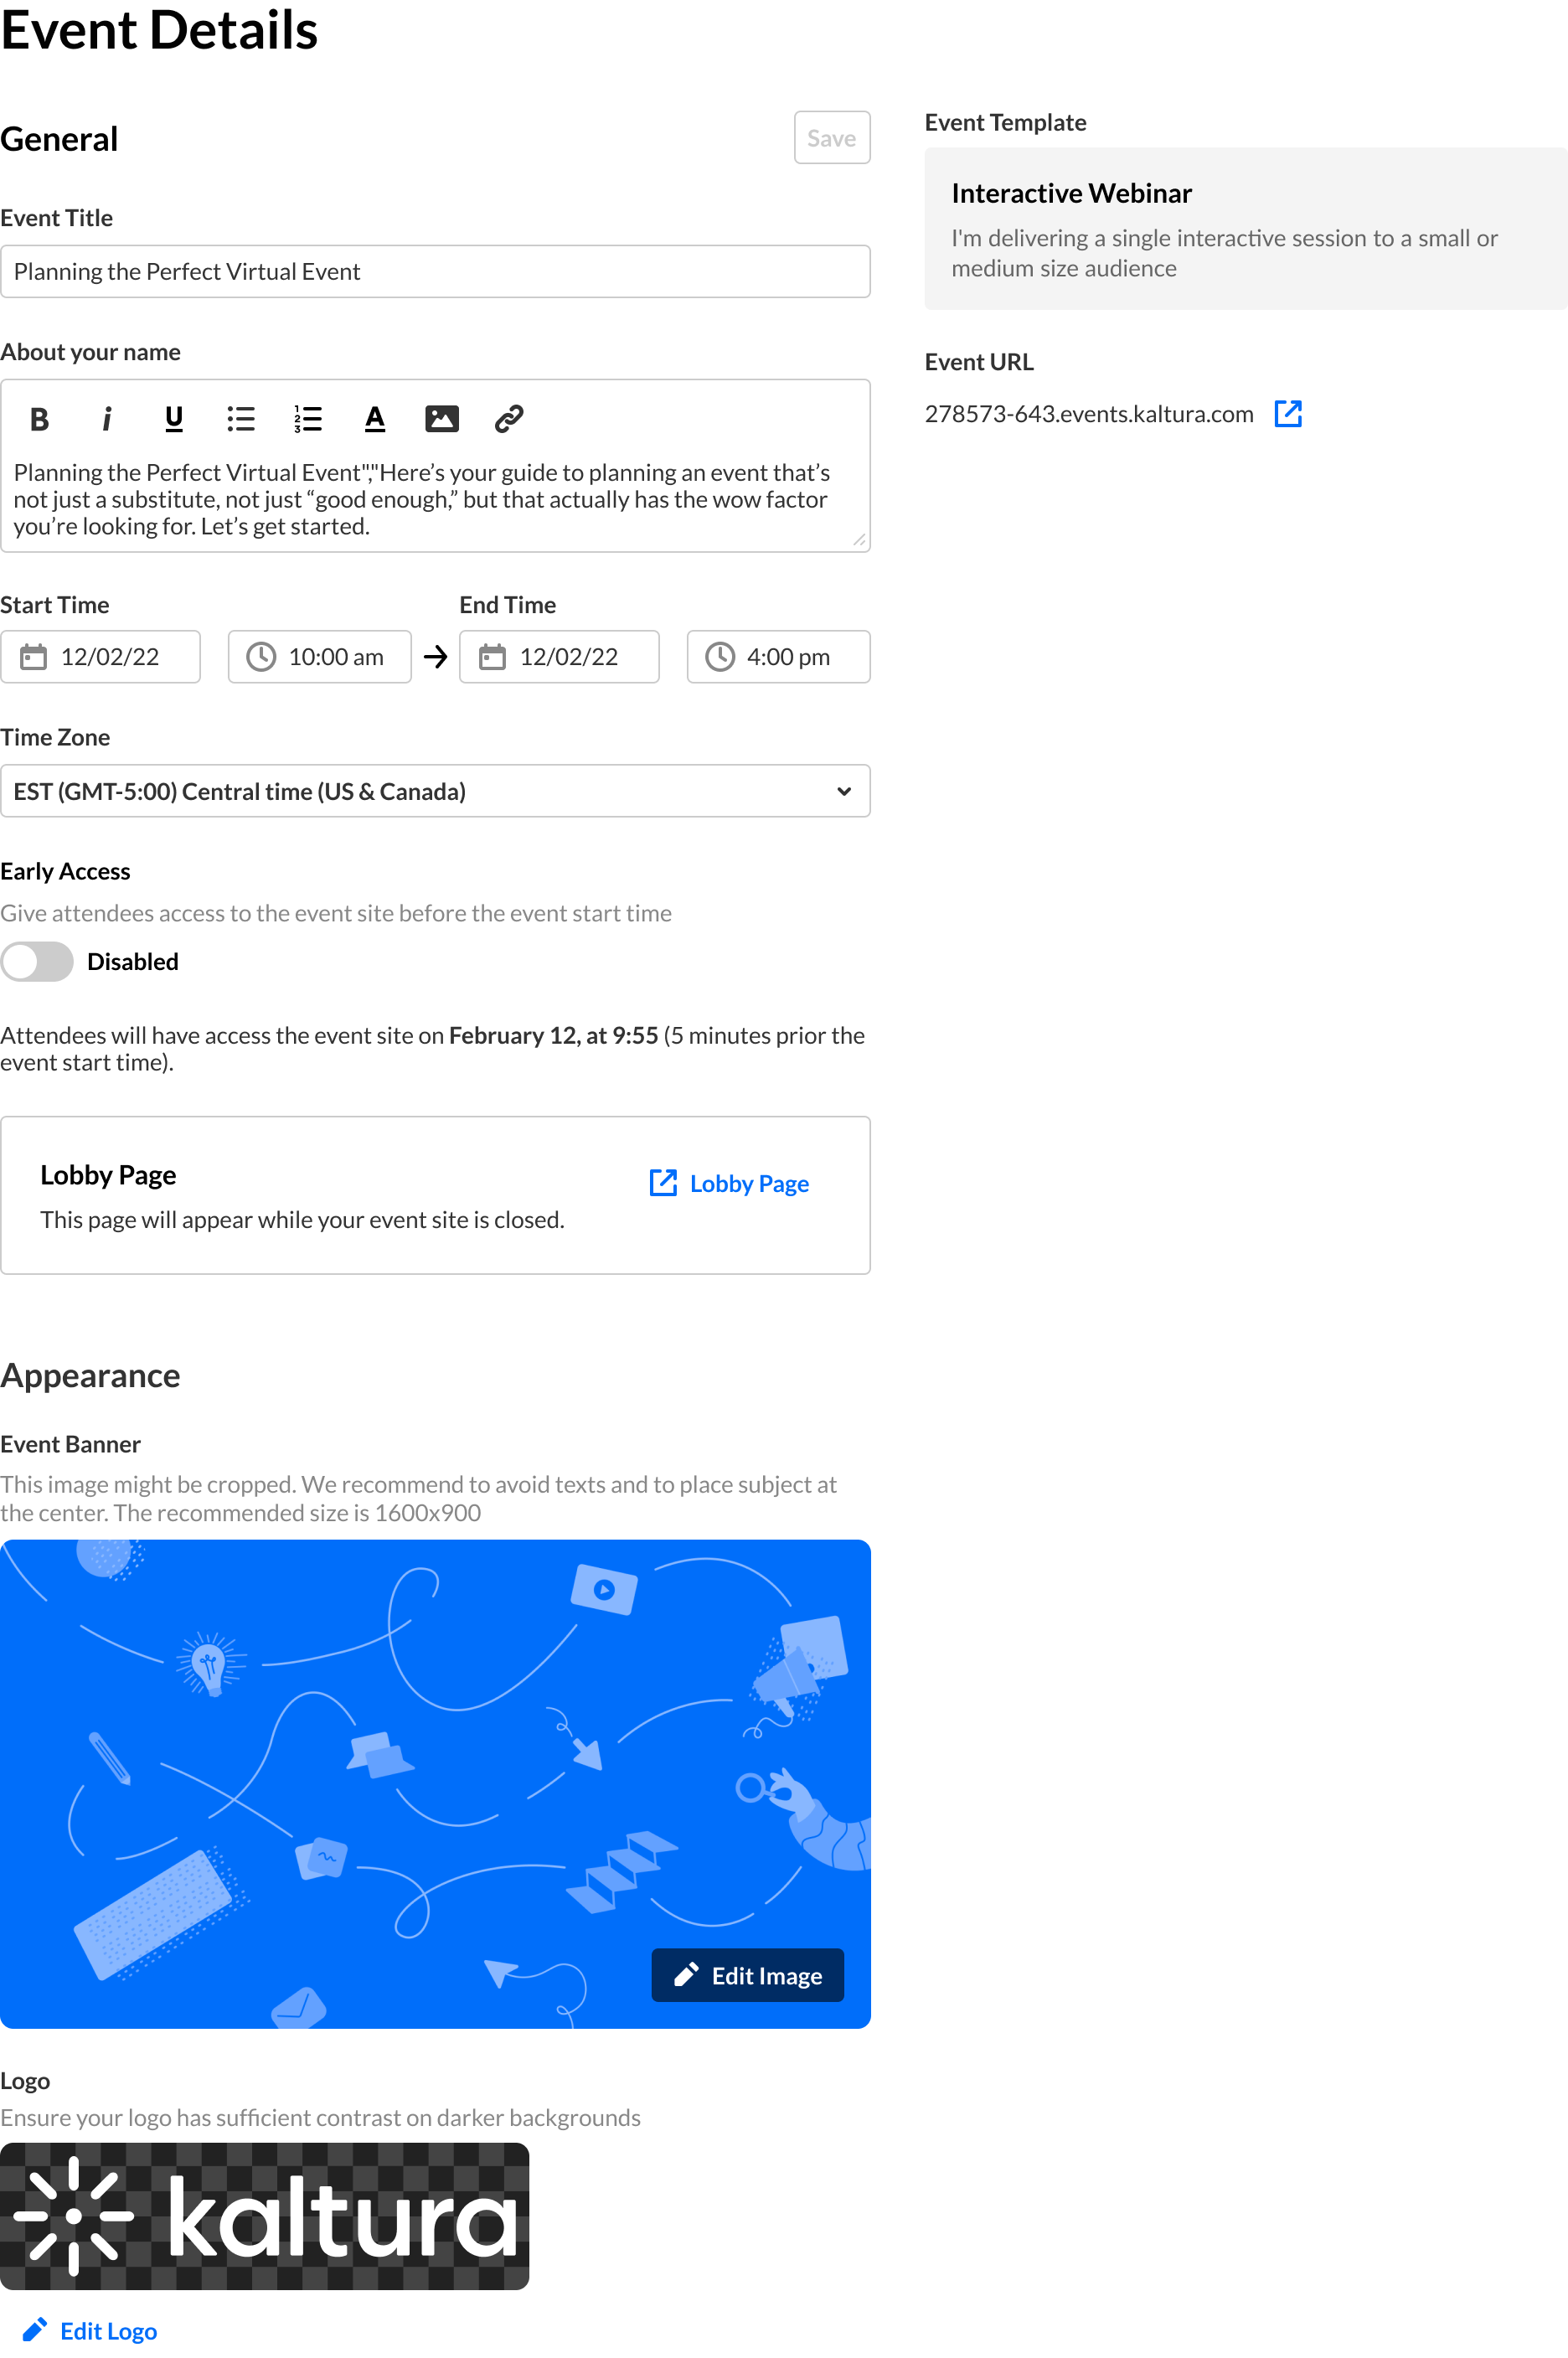 Event Details
General
Save
Event Title
Planning the Perfect Virtual Event
About your name
B i U 1 2 3 A
Planning the Perfect Virtual Event","Here’s your guide to planning an event that’s
not just a substitute, not just “good enough,” but that actually has the wow factor
you’re looking for. Let’s get started.
Start Time
End Time
12/02/22
10:00 am
12/02/22
4:00 pm
Time Zone
EST (GMT-5:00) Central time (US & Canada)
Early Access
Give attendees access to the event site before the event start time
Disabled
Attendees will have access the event site on February 12, at 9:55 (5 minutes prior the
event start time).
Lobby Page
This page will appear while your event site is closed.
Lobby Page
Appearance
Event Banner
This image might be cropped. We recommend to avoid texts and to place subject at
the center. The recommended size is 1600x900
Edit Image
Logo
Ensure your logo has sufficient contrast on darker backgrounds
kaltura
Edit Logo
Event Template
Interactive Webinar
I'm delivering a single interactive session to a small or
medium size audience
Event URL
278573-643.events.kaltura.com